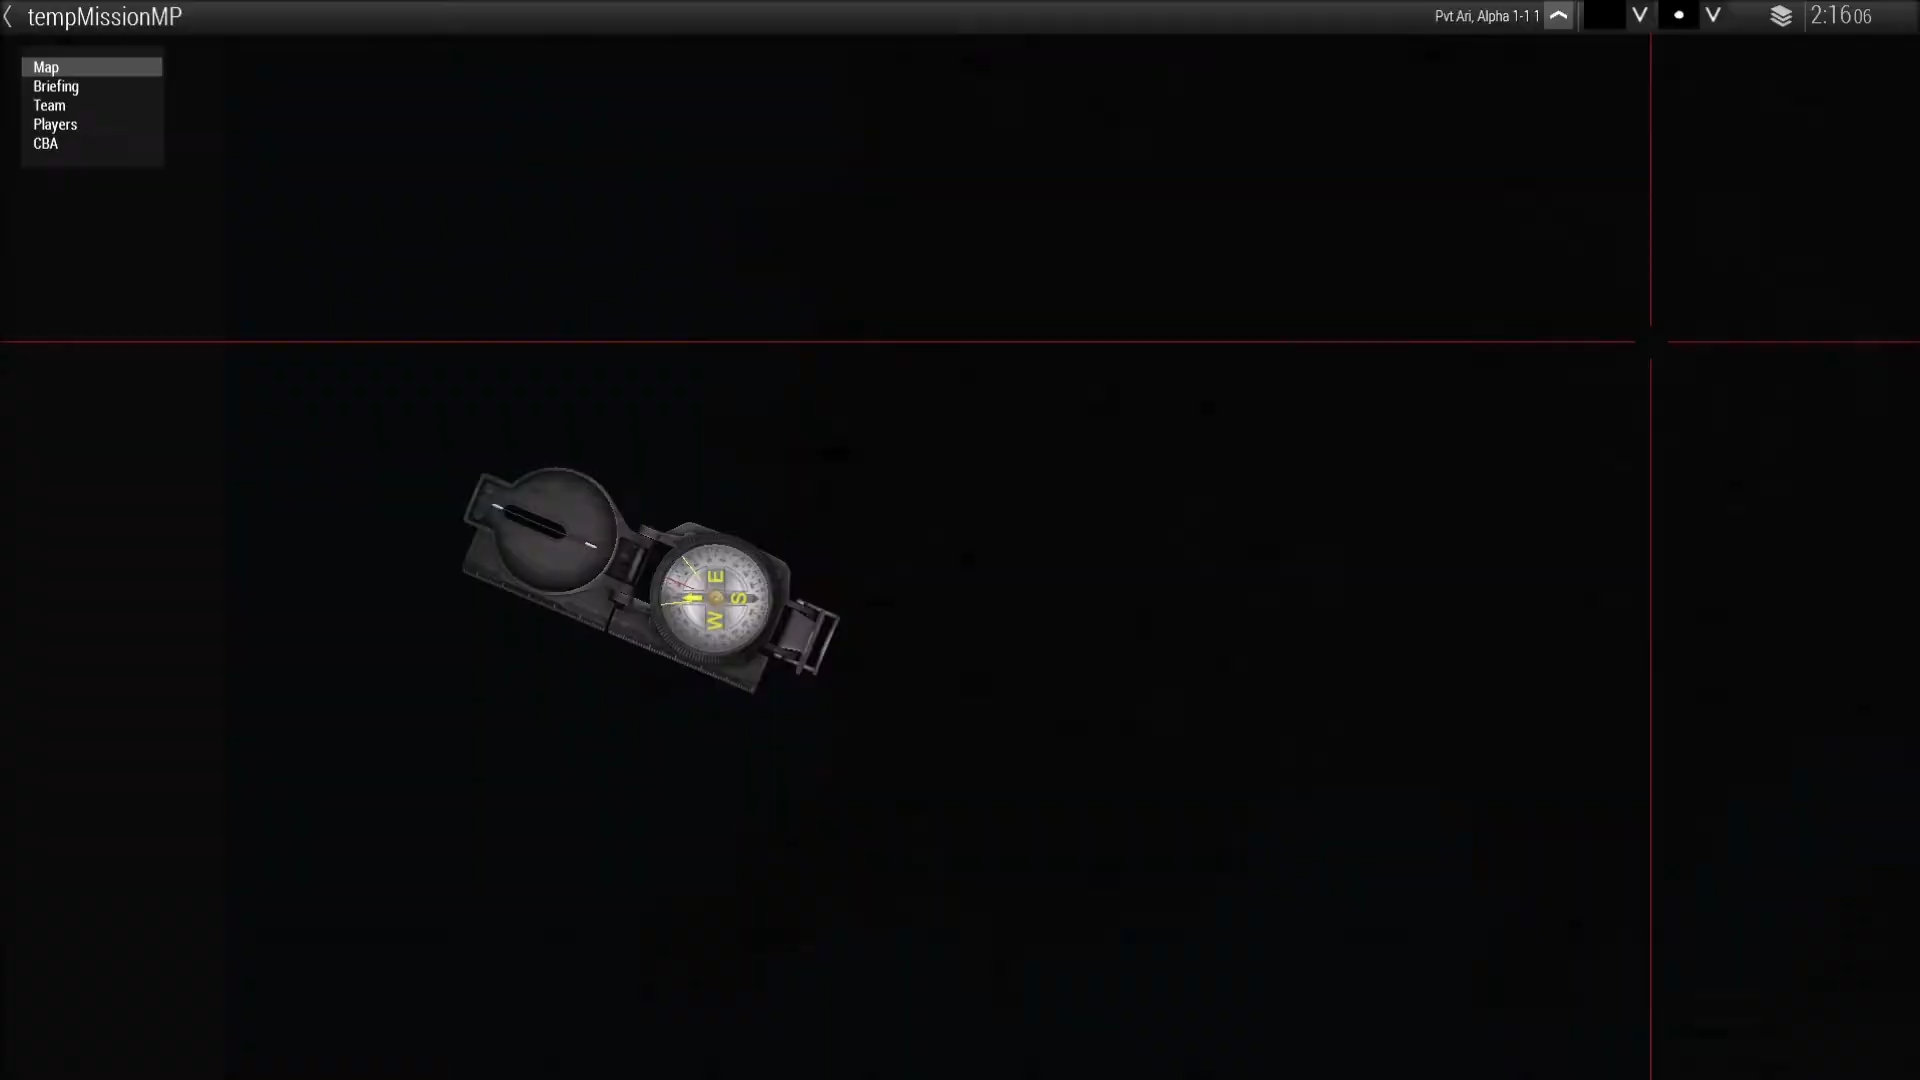 tempMissionMP
Pvt Ari, Alpha 1-1 1
2:16 06
Map
Briefing
Team
Players
CBA
E
S
W